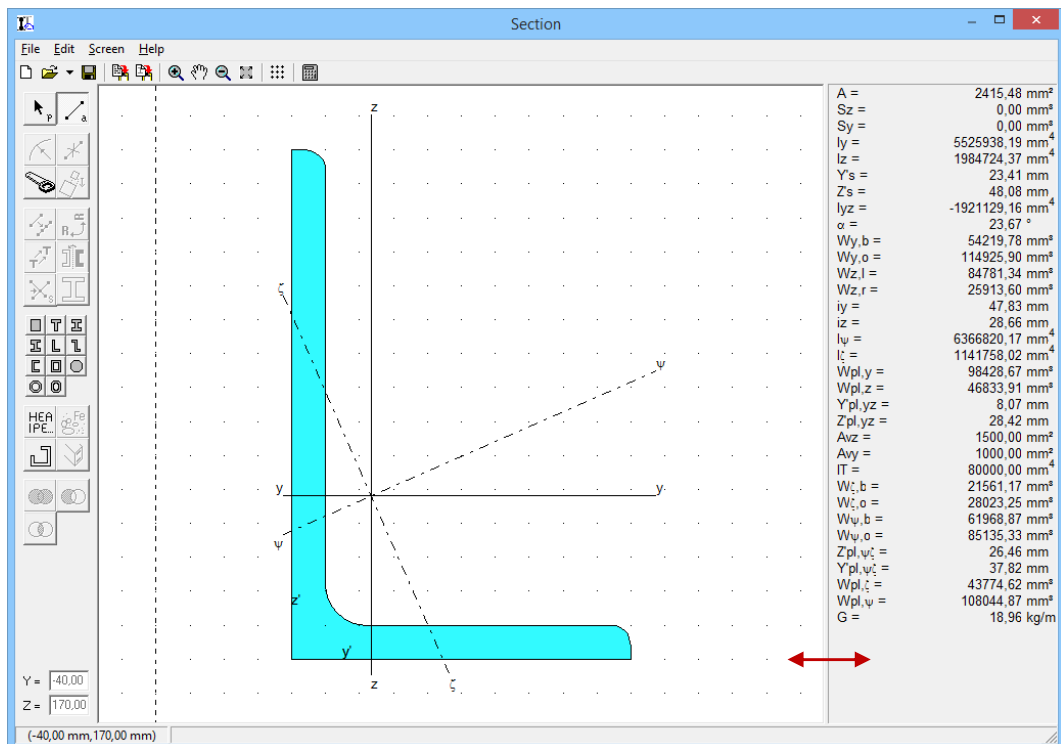 Section
File Edit Screen Help
p a
R
T
s
HEA
IPE... Fe
Y = -40,00
Z = 170,00
z
ζ
ψ
y y
ψ
z'
y'
z ζ
A = 2415,48 mm²
Sz = 0,00 mm³
Sy = 0,00 mm³
Iy = 5525938,19 mm⁴
Iz = 1984724,37 mm⁴
Y's = 23,41 mm
Z's = 48,08 mm
Iyz = -1921129,16 mm⁴
α = 23,67 °
Wy,b = 54219,78 mm³
Wy,o = 114925,90 mm³
Wz,l = 84781,34 mm³
Wz,r = 25913,60 mm³
iy = 47,83 mm
iz = 28,66 mm
Iψ = 6366820,17 mm⁴
Iζ = 1141758,02 mm⁴
Wpl,y = 98428,67 mm³
Wpl,z = 46833,91 mm³
Y'pl,yz = 8,07 mm
Z'pl,yz = 28,42 mm
Avz = 1500,00 mm²
Avy = 1000,00 mm²
IT = 80000,00 mm⁴
Wζ,b = 21561,17 mm³
Wζ,o = 28023,25 mm³
Wψ,b = 61968,87 mm³
Wψ,o = 85135,33 mm³
Z'pl,ψζ = 26,46 mm
Y'pl,ψζ = 37,82 mm
Wpl,ζ = 43774,62 mm³
Wpl,ψ = 108044,87 mm³
G = 18,96 kg/m
(-40,00 mm,170,00 mm)